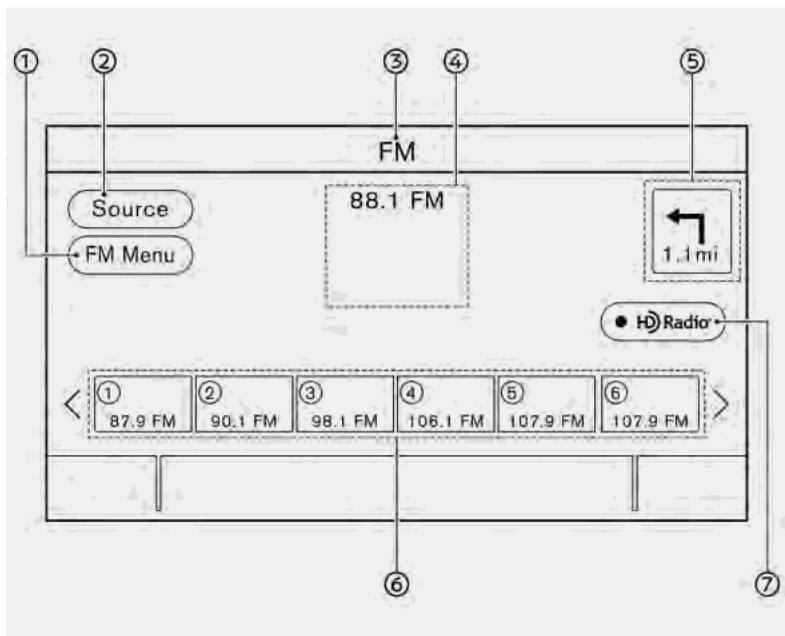 ① ② ③ ④ ⑤
FM
Source
88.1 FM
FM Menu
1.1mi
HD Radio
① ② ③ ④ ⑤ ⑥
87.9 FM 90.1 FM 98.1 FM 106.1 FM 107.9 FM 107.9 FM
⑥ ⑦